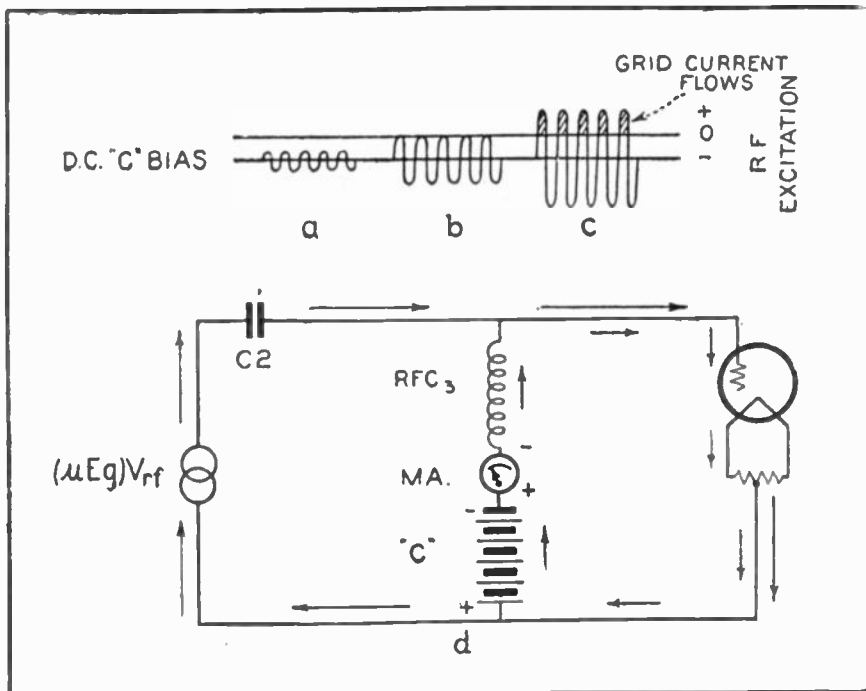 GRID CURRENT
FLOWS
D.C. "C" BIAS
+
0
-
RF
EXCITATION
a
b
c
C2
RFC₃
(μEg)Vrf
-
MA.
+
-
"C"
+
d